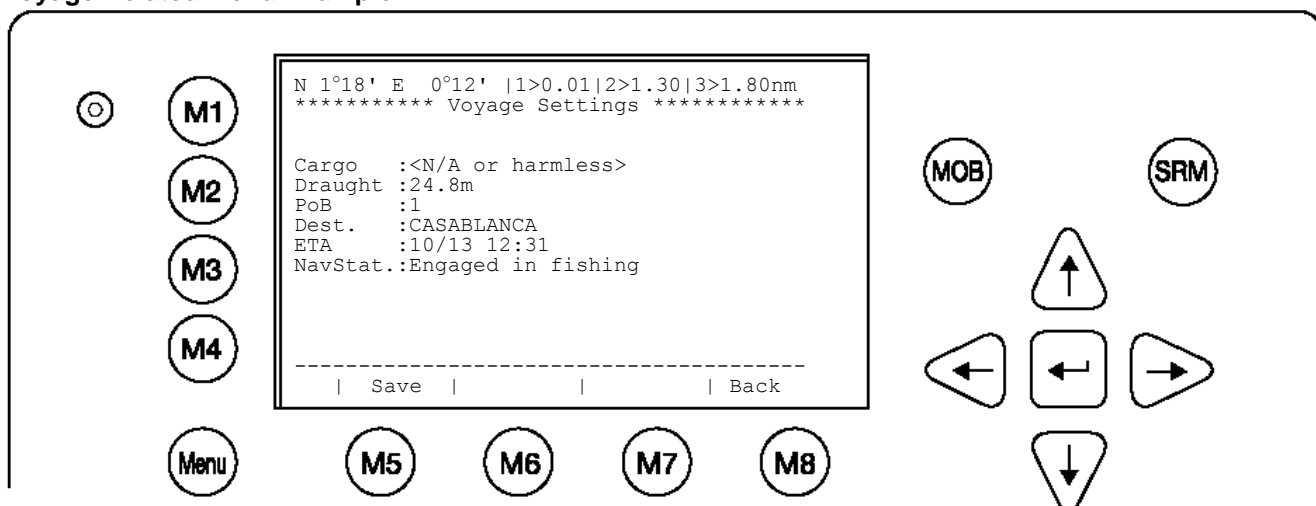 N 1°18' E  0°12' |1>0.01|2>1.30|3>1.80nm
*********** Voyage Settings ************
Cargo   :<N/A or harmless>
Draught :24.8m
PoB     :1
Dest.   :CASABLANCA
ETA     :10/13 12:31
NavStat.:Engaged in fishing
----------------------------------------
| Save | | | Back
M1
M2
M3
M4
Menu
M5
M6
M7
M8
MOB
SRM